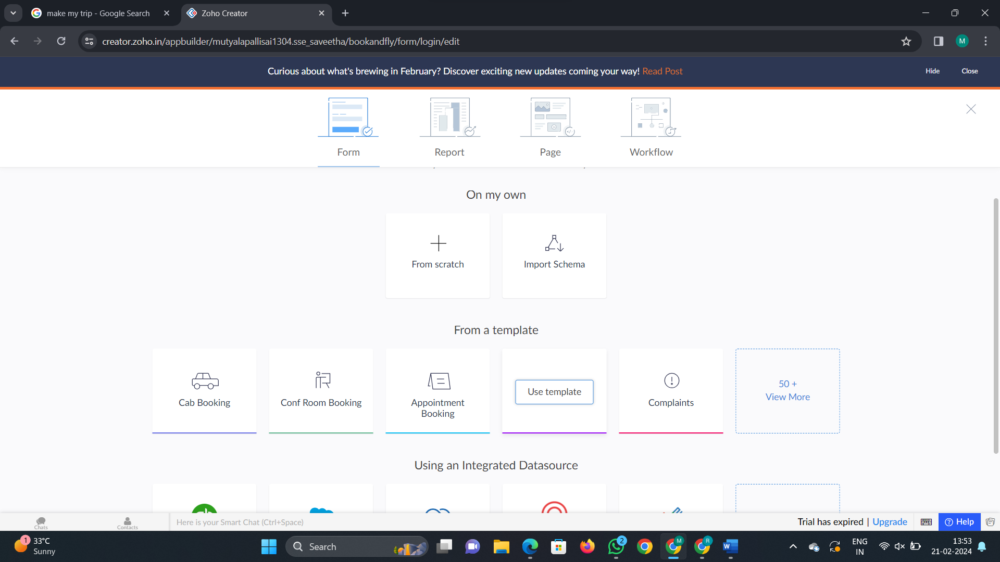 make my trip - Google Search
Zoho Creator
creator.zoho.in/appbuilder/mutyalapallisai1304.sse_saveetha/bookandfly/form/login/edit
M
Curious about what's brewing in February? Discover exciting new updates coming your way! Read Post
Hide
Close
Form
Report
Page
Workflow
On my own
From scratch
Import Schema
From a template
Cab Booking
Conf Room Booking
Appointment
Booking
Use template
Complaints
50 +
View More
Using an Integrated Datasource
Chats
Contacts
Here is your Smart Chat (Ctrl+Space)
Trial has expired | Upgrade
Help
1
33°C
Sunny
Search
2
M
R
W
ENG
IN
13:53
21-02-2024